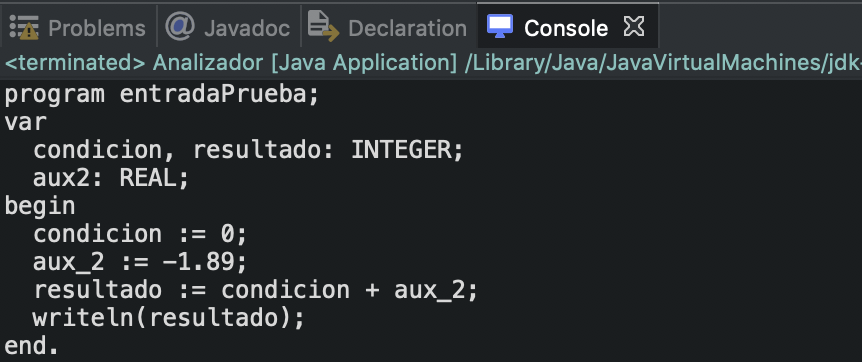 Problems Javadoc Declaration Console
<terminated> Analizador [Java Application] /Library/Java/JavaVirtualMachines/jdk-
program entradaPrueba;
var
  condicion, resultado: INTEGER;
  aux2: REAL;
begin
  condicion := 0;
  aux_2 := -1.89;
  resultado := condicion + aux_2;
  writeln(resultado);
end.